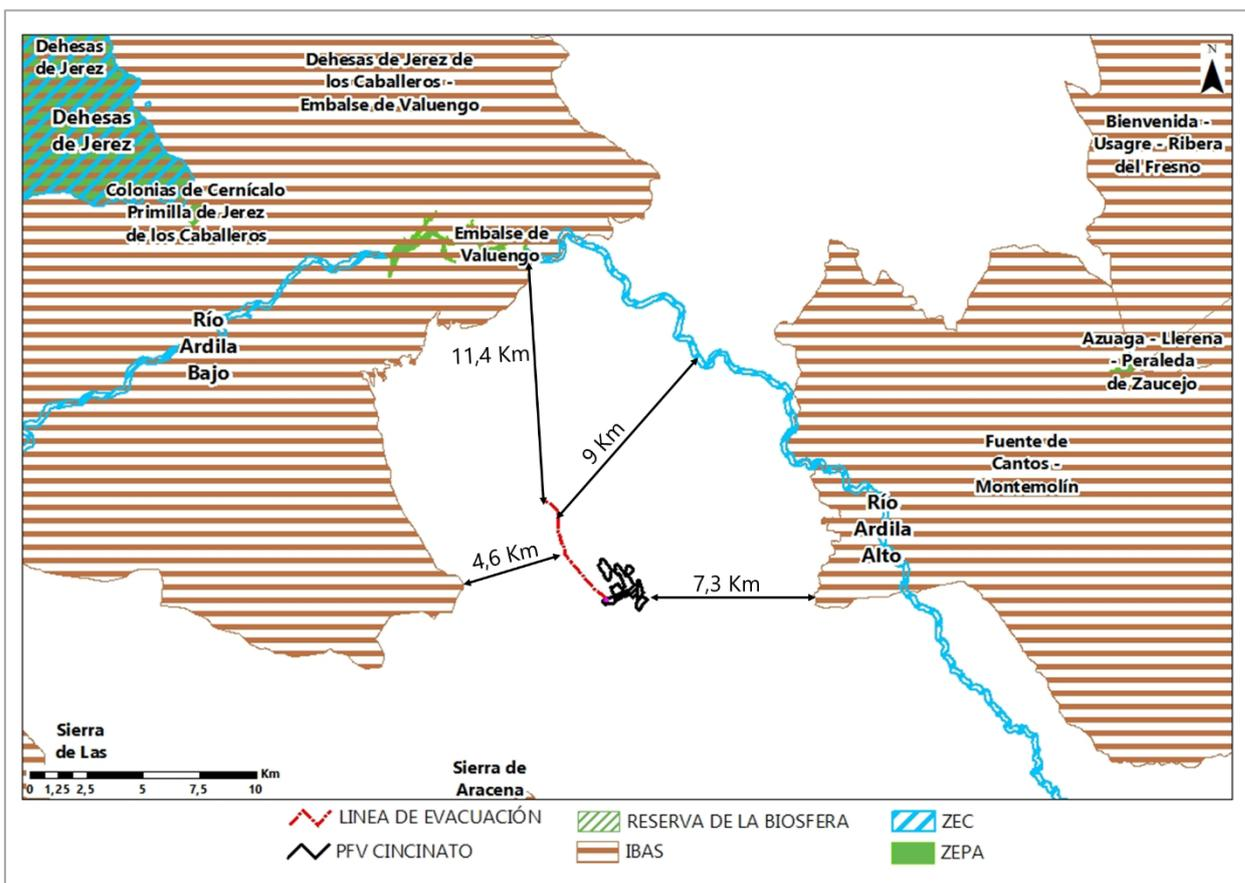 Dehesas
de Jerez
Dehesas
de Jerez
Dehesas de Jerez de
los Caballeros -
Embalse de Valuengo
N
Bienvenida -
Usagre - Ribera
del Fresno
Colonias de Cernícalo
Primilla de Jerez
de los Caballeros
Embalse de
Valuengo
Río
Ardila
Bajo
11,4 Km
9 Km
Azuaga - Llerena
- Peraleda
de Zaucejo
Fuente de
Cantos -
Montemolín
Río
Ardila
Alto
4,6 Km
7,3 Km
Sierra
de Las
Sierra de
Aracena
Km
0 1,25 2,5 5 7,5 10
LINEA DE EVACUACIÓN
RESERVA DE LA BIOSFERA
ZEC
PFV CINCINATO
IBAS
ZEPA